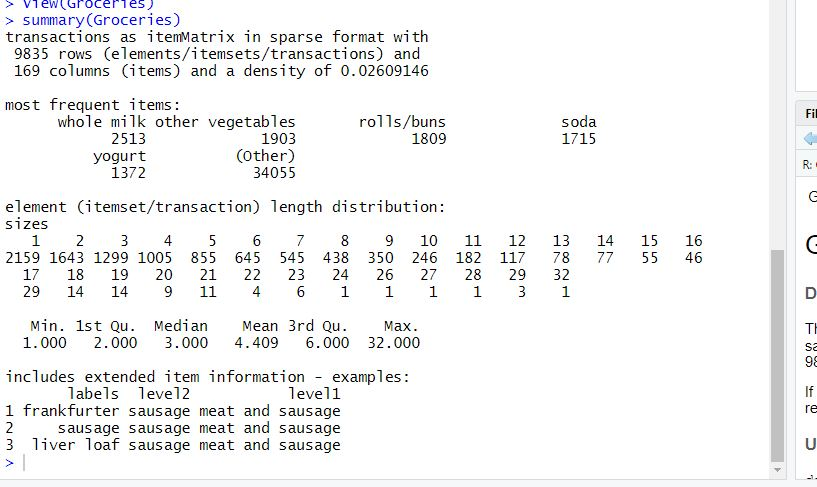 > View(Groceries)
> summary(Groceries)
transactions as itemMatrix in sparse format with
 9835 rows (elements/itemsets/transactions) and
 169 columns (items) and a density of 0.02609146

most frequent items:
      whole milk other vegetables       rolls/buns             soda
            2513             1903             1809             1715
          yogurt          (Other)
            1372            34055

element (itemset/transaction) length distribution:
sizes
   1    2    3    4    5    6    7    8    9   10   11   12   13   14   15   16
2159 1643 1299 1005  855  645  545  438  350  246  182  117   78   77   55   46
  17   18   19   20   21   22   23   24   26   27   28   29   32
  29   14   14    9   11    4    6    1    1    1    1    3    1

   Min. 1st Qu.  Median    Mean 3rd Qu.    Max.
  1.000   2.000   3.000   4.409   6.000  32.000

includes extended item information - examples:
       labels  level2           level1
1 frankfurter sausage meat and sausage
2     sausage sausage meat and sausage
3  liver loaf sausage meat and sausage
>
Fil
R:
G
G
D
Th
sa
98
If
re
U